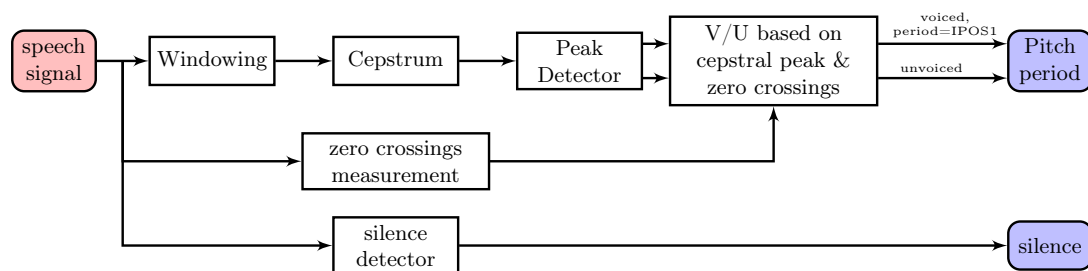 speech
signal
Windowing
Cepstrum
Peak
Detector
V/U based on
cepstral peak &
zero crossings
voiced,
period=IPOS1
unvoiced
Pitch
period
zero crossings
measurement
silence
detector
silence